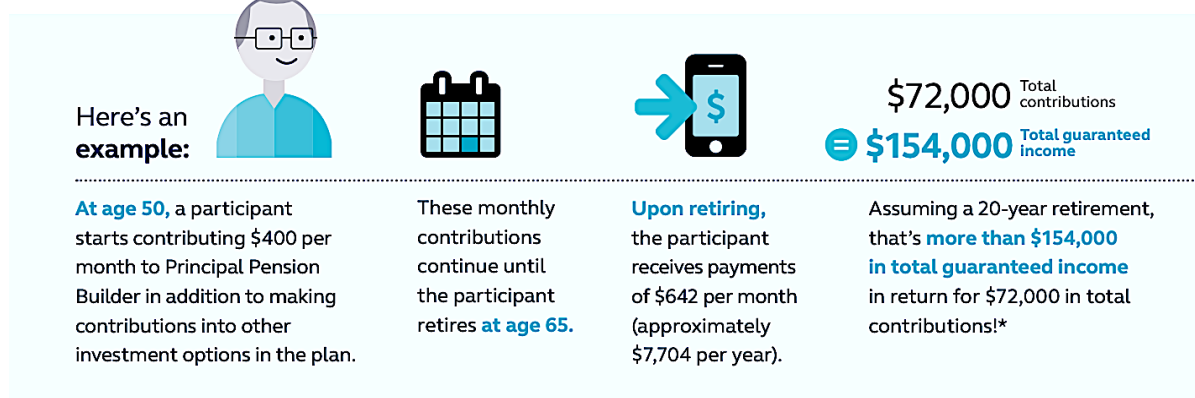 Here's an
example:
$
$72,000 Total
contributions
= $154,000 Total guaranteed
income
At age 50, a participant
starts contributing $400 per
month to Principal Pension
Builder in addition to making
contributions into other
investment options in the plan.
These monthly
contributions
continue until
the participant
retires at age 65.
Upon retiring,
the participant
receives payments
of $642 per month
(approximately
$7,704 per year).
Assuming a 20-year retirement,
that's more than $154,000
in total guaranteed income
in return for $72,000 in total
contributions!*